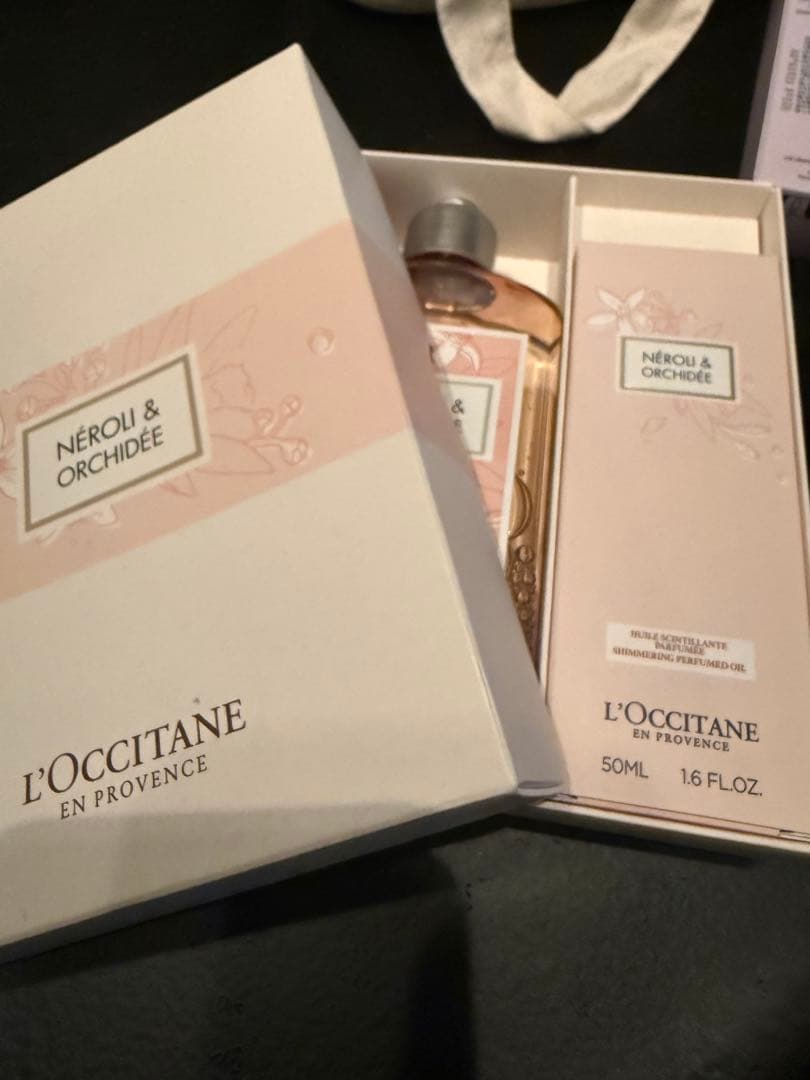 NÉROLI &
ORCHIDÉE
L'OCCITANE
EN PROVENCE
&
NÉROLI &
ORCHIDÉE
HUILE SCINTILLANTE
PARFUMÉE
SHIMMERING PERFUMED OIL
L'OCCITANE
EN PROVENCE
50ML 1.6 FL.OZ.